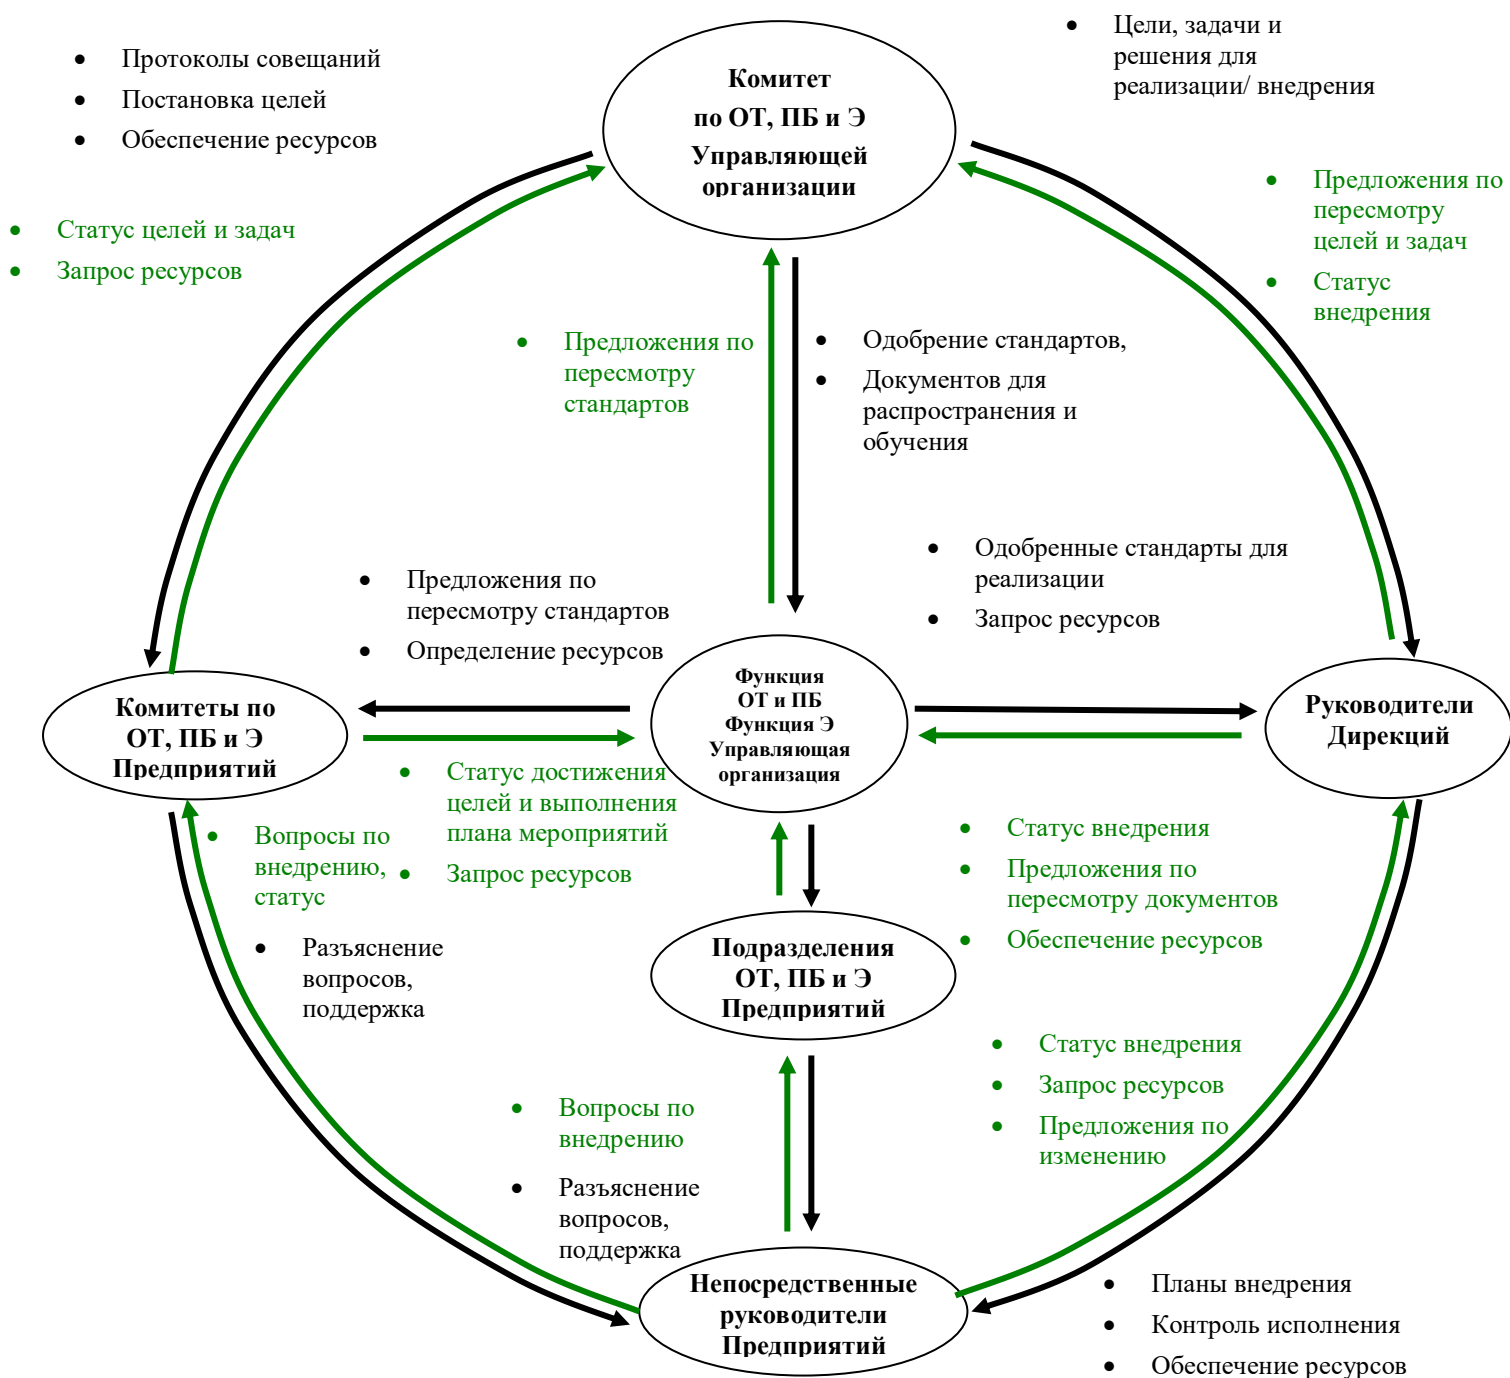 Протоколы совещаний
Постановка целей
Обеспечение ресурсов
Комитет
по ОТ, ПБ и Э
Управляющей
организации
Цели, задачи и
решения для
реализации/ внедрения
Статус целей и задач
Запрос ресурсов
Предложения по
пересмотру
целей и задач
Статус
внедрения
Предложения по
пересмотру
стандартов
Одобрение стандартов,
Документов для
распространения и
обучения
Предложения по
пересмотру стандартов
Определение ресурсов
Одобренные стандарты для
реализации
Запрос ресурсов
Комитеты по
ОТ, ПБ и Э
Предприятий
Функция
ОТ и ПБ
Функция Э
Управляющая
организация
Руководители
Дирекций
Вопросы по
внедрению,
статус
Статус достижения
целей и выполнения
плана мероприятий
Запрос ресурсов
Статус внедрения
Предложения по
пересмотру документов
Обеспечение ресурсов
Разъяснение
вопросов,
поддержка
Подразделения
ОТ, ПБ и Э
Предприятий
Статус внедрения
Запрос ресурсов
Предложения по
изменению
Вопросы по
внедрению
Разъяснение
вопросов,
поддержка
Непосредственные
руководители
Предприятий
Планы внедрения
Контроль исполнения
Обеспечение ресурсов